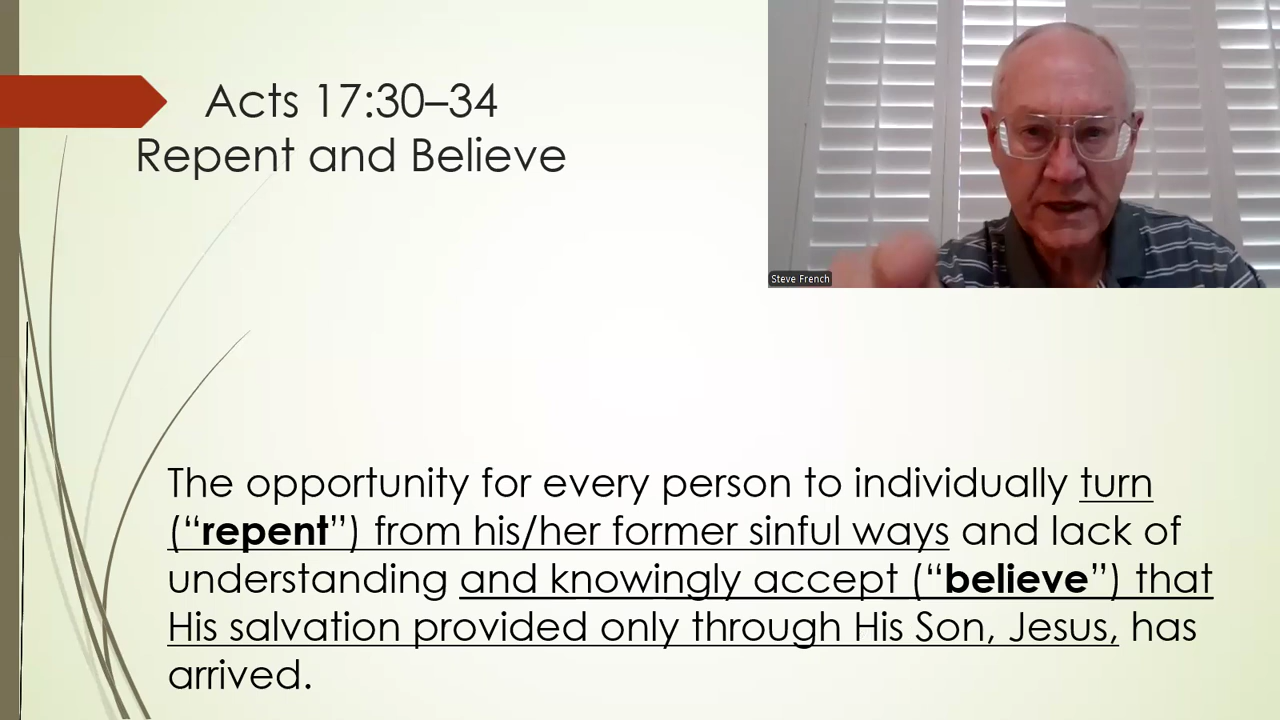 Acts 17:30–34
Repent and Believe
Steve French
The opportunity for every person to individually turn
(“repent”) from his/her former sinful ways and lack of
understanding and knowingly accept (“believe”) that
His salvation provided only through His Son, Jesus, has
arrived.